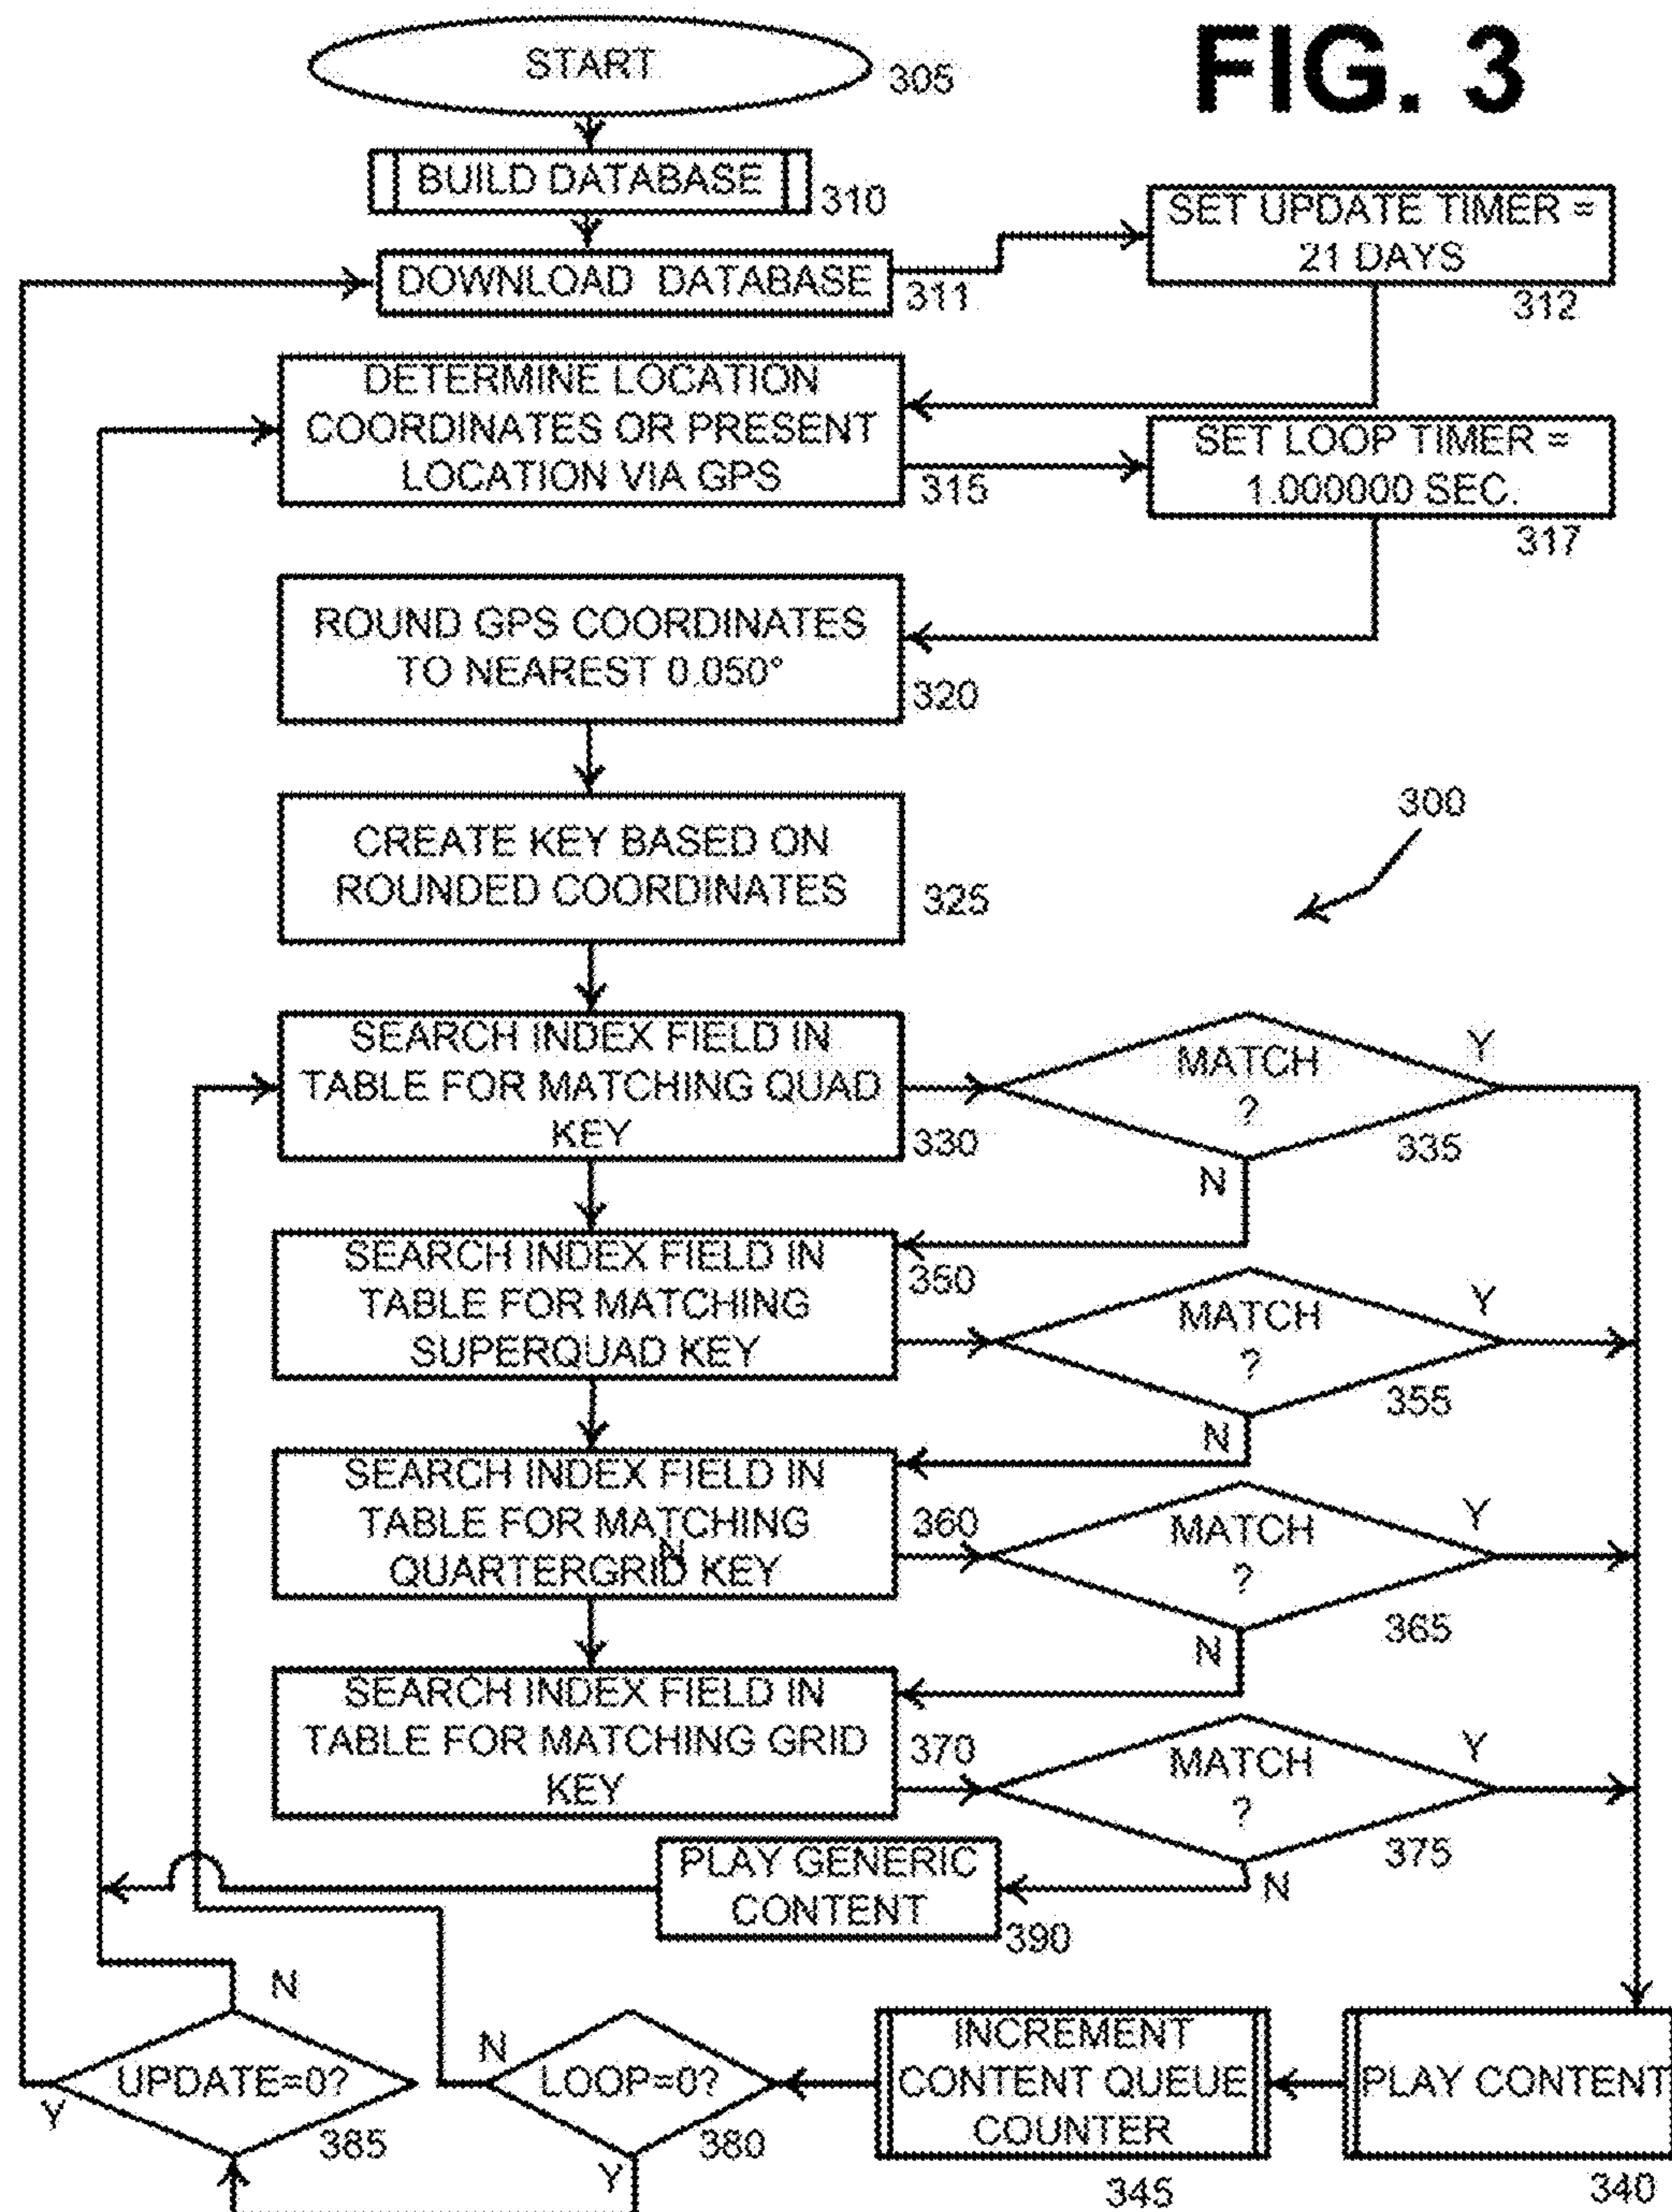 FIG. 3
START
305
BUILD DATABASE
310
SET UPDATE TIMER =
21 DAYS
312
DOWNLOAD DATABASE
311
DETERMINE LOCATION
COORDINATES OR PRESENT
LOCATION VIA GPS
315
SET LOOP TIMER =
1.000000 SEC.
317
ROUND GPS COORDINATES
TO NEAREST 0.050°
320
300
CREATE KEY BASED ON
ROUNDED COORDINATES
325
SEARCH INDEX FIELD IN
TABLE FOR MATCHING QUAD
KEY
330
MATCH
?
Y
335
N
SEARCH INDEX FIELD IN
TABLE FOR MATCHING
SUPERQUAD KEY
350
MATCH
?
Y
355
N
SEARCH INDEX FIELD IN
TABLE FOR MATCHING
N
QUARTERGRID KEY
360
MATCH
?
Y
365
N
SEARCH INDEX FIELD IN
TABLE FOR MATCHING GRID
KEY
370
MATCH
?
Y
375
N
PLAY GENERIC
CONTENT
390
N
UPDATE=0?
Y
385
N
LOOP=0?
380
Y
INCREMENT
CONTENT QUEUE
COUNTER
345
PLAY CONTENT
340